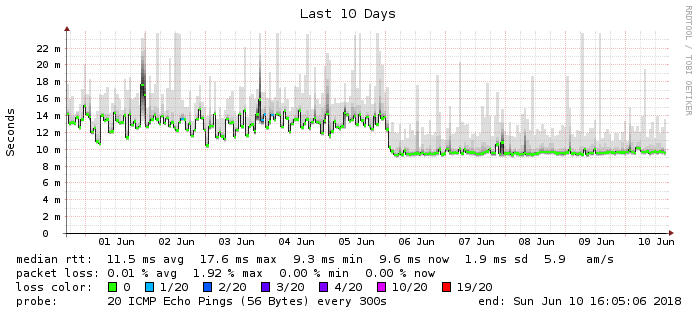 Last 10 Days
RRDTOOL / TOBI OETIKER
Seconds
22 m
20 m
18 m
16 m
14 m
12 m
10 m
8 m
6 m
4 m
2 m
0
01 Jun 02 Jun 03 Jun 04 Jun 05 Jun 06 Jun 07 Jun 08 Jun 09 Jun 10 Jun
median rtt: 11.5 ms avg 17.6 ms max 9.3 ms min 9.6 ms now 1.9 ms sd 5.9 am/s
packet loss: 0.01 % avg 1.92 % max 0.00 % min 0.00 % now
loss color: 0 1/20 2/20 3/20 4/20 10/20 19/20
probe: 20 ICMP Echo Pings (56 Bytes) every 300s end: Sun Jun 10 16:05:06 2018